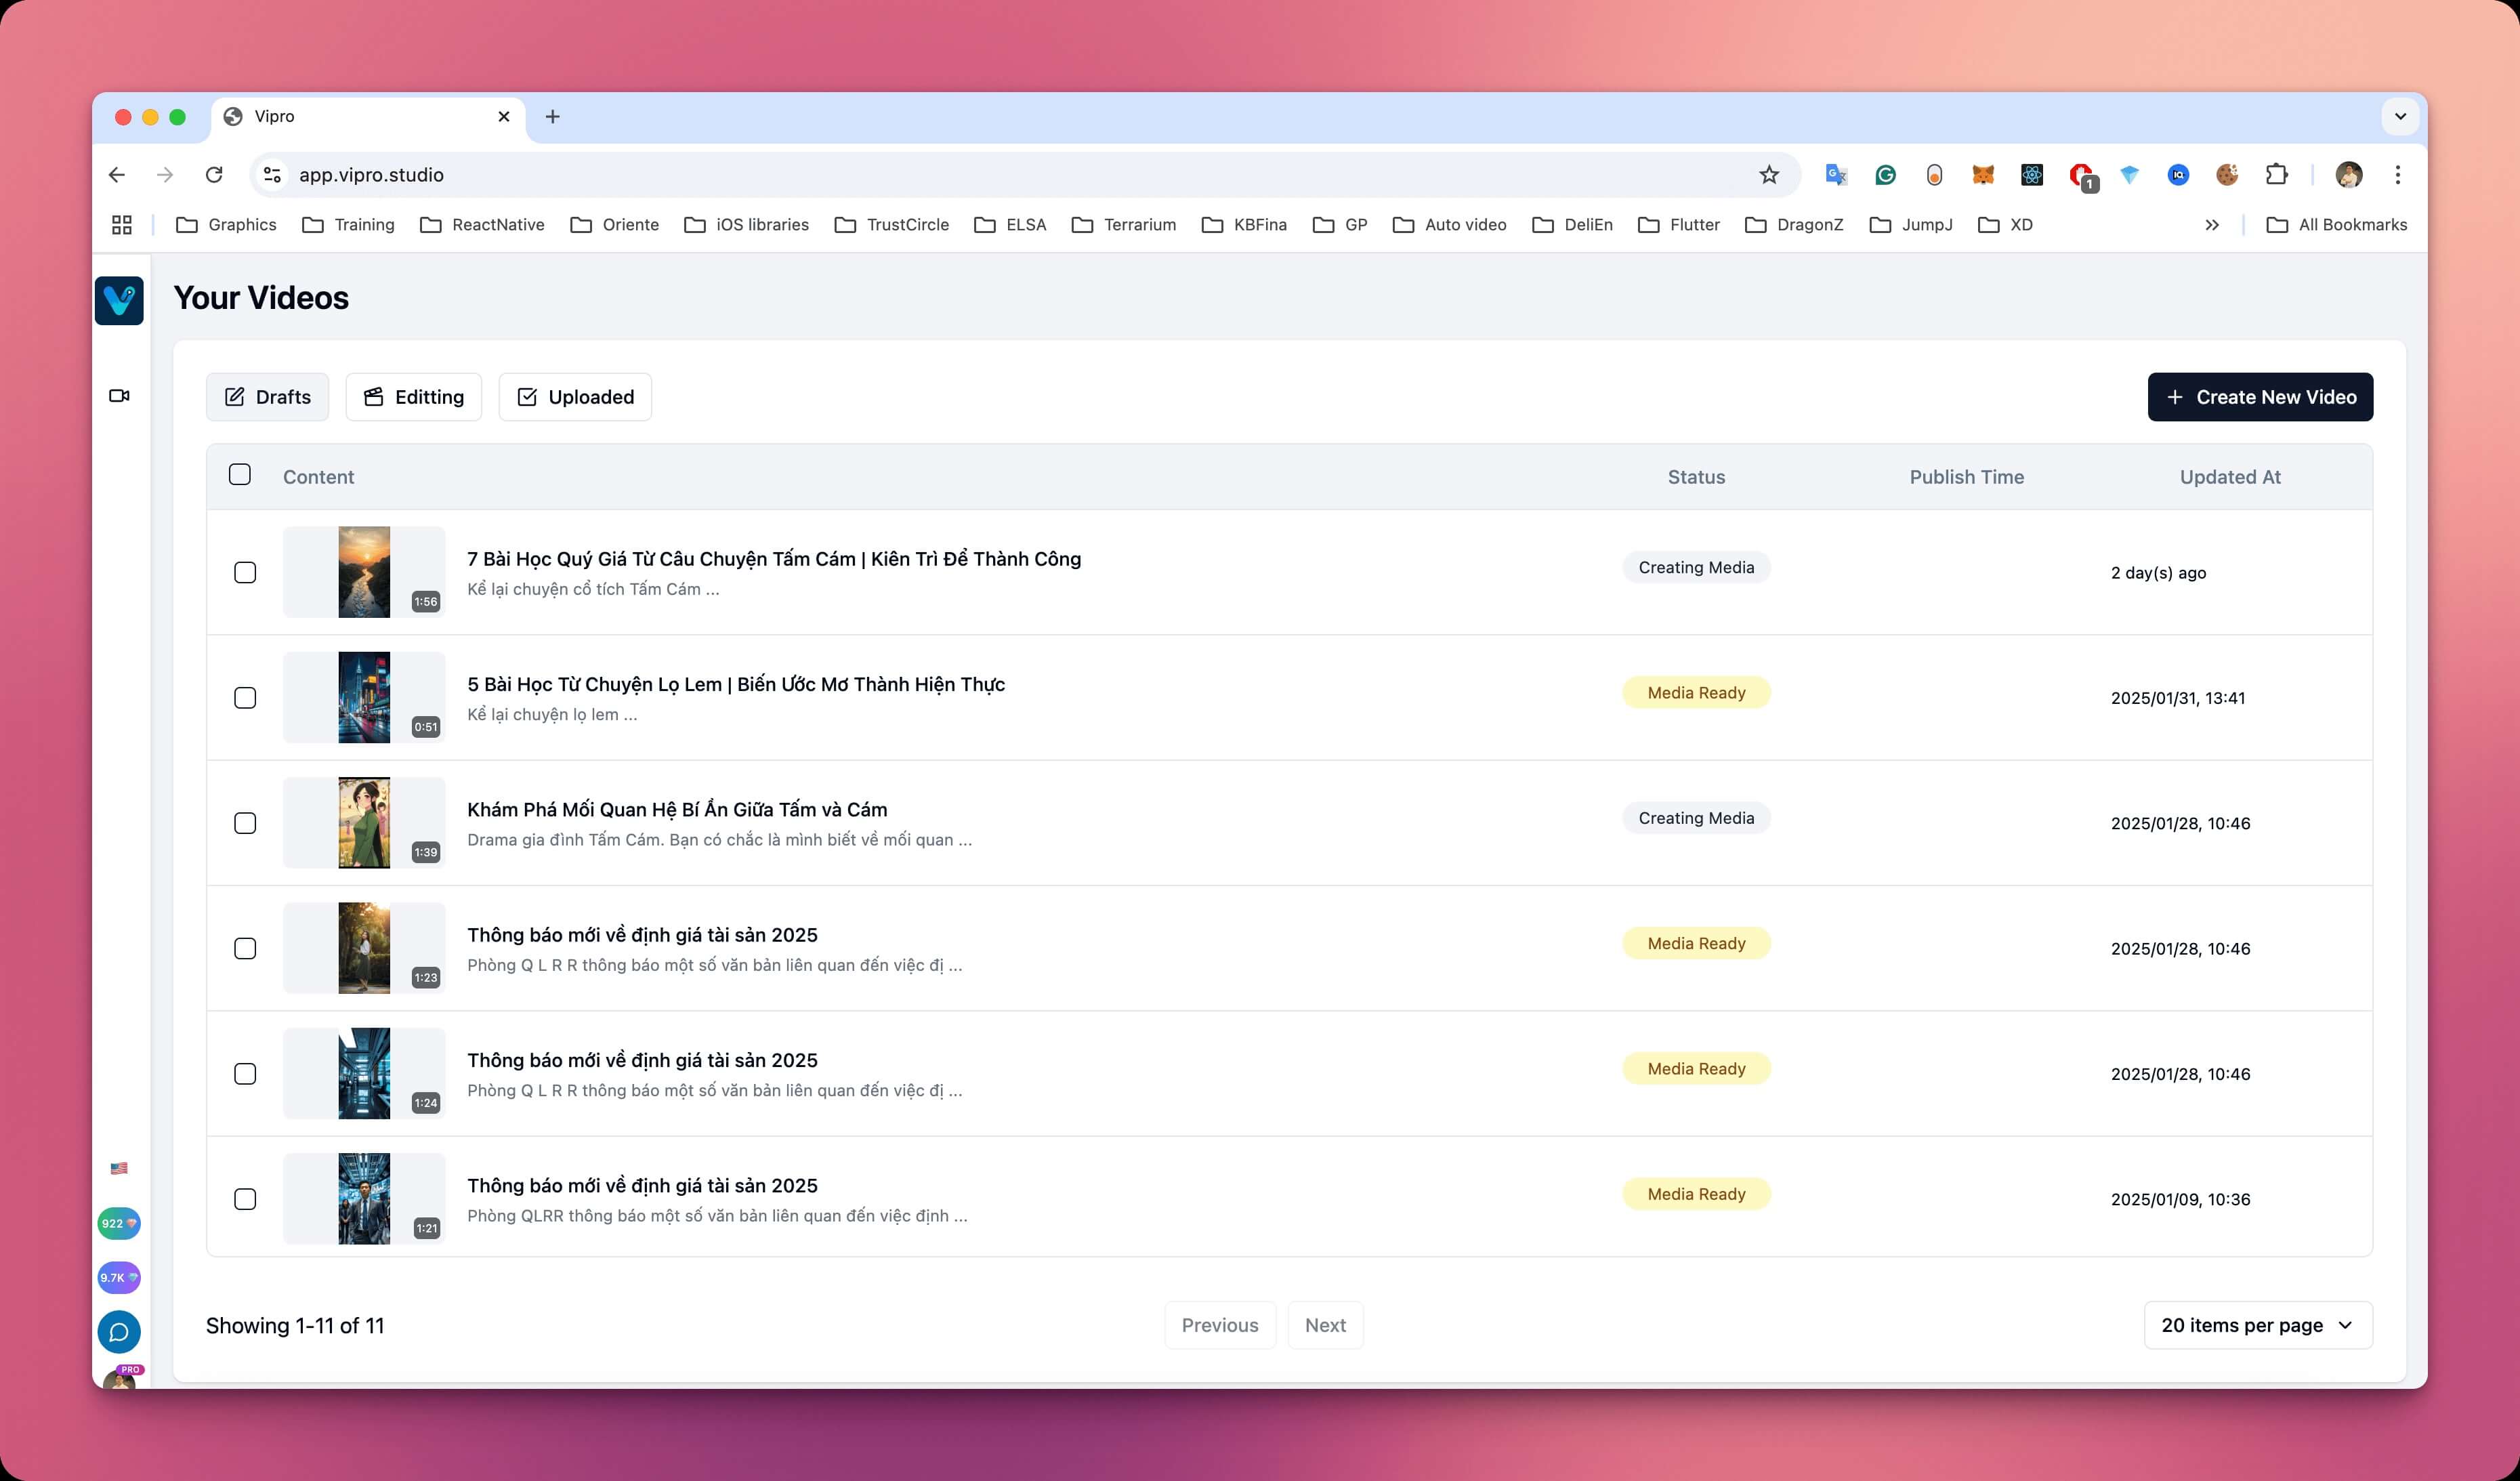 Vipro
app.vipro.studio
1
Graphics Training ReactNative Oriente iOS libraries TrustCircle ELSA Terrarium KBFina GP Auto video DeliEn Flutter DragonZ JumpJ XD All Bookmarks
Your Videos
Drafts Editting Uploaded Create New Video
Content Status Publish Time Updated At
7 Bài Học Quý Giá Từ Câu Chuyện Tấm Cám | Kiên Trì Để Thành Công
Kể lại chuyện cổ tích Tấm Cám ...
1:56
Creating Media
2 day(s) ago
5 Bài Học Từ Chuyện Lọ Lem | Biến Ước Mơ Thành Hiện Thực
Kể lại chuyện lọ lem ...
0:51
Media Ready
2025/01/31, 13:41
Khám Phá Mối Quan Hệ Bí Ẩn Giữa Tấm và Cám
Drama gia đình Tấm Cám. Bạn có chắc là mình biết về mối quan ...
1:39
Creating Media
2025/01/28, 10:46
Thông báo mới về định giá tài sản 2025
Phòng Q L R R thông báo một số văn bản liên quan đến việc đị ...
1:23
Media Ready
2025/01/28, 10:46
Thông báo mới về định giá tài sản 2025
Phòng Q L R R thông báo một số văn bản liên quan đến việc đị ...
1:24
Media Ready
2025/01/28, 10:46
Thông báo mới về định giá tài sản 2025
Phòng QLRR thông báo một số văn bản liên quan đến việc định ...
1:21
Media Ready
2025/01/09, 10:36
922
9.7K
PRO
Showing 1-11 of 11
Previous Next
20 items per page